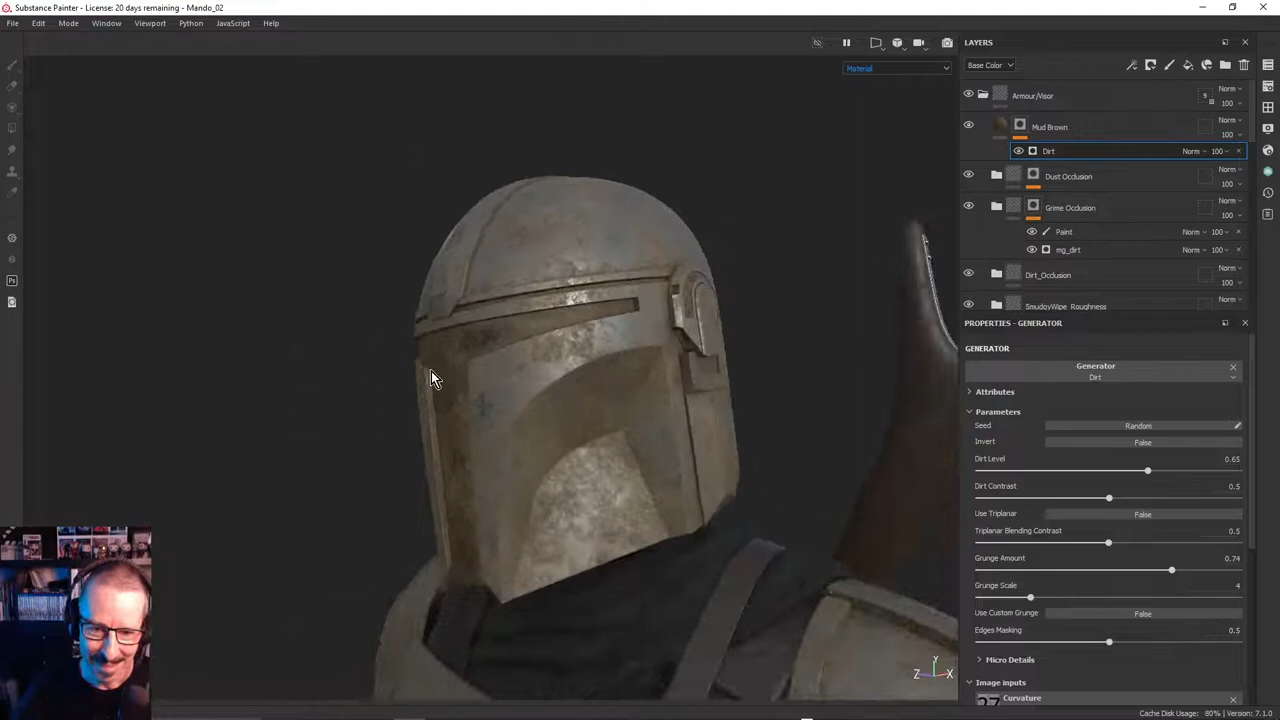 Substance Painter - License: 20 days remaining - Mando_02
File Edit Mode Window Viewport Python JavaScript Help
Material
LAYERS
Base Color
Armour/Visor
Norm
100
Mud Brown
Norm
100
Dirt Norm 100
Dust Occlusion
Norm
100
Grime Occlusion
Norm
100
Paint Norm 100
mg_dirt Norm 100
Dirt_Occlusion
Norm
100
SmudgyWipe_Roughness
Norm
100
PROPERTIES - GENERATOR
GENERATOR
Generator
Dirt
Attributes
Parameters
Seed Random
Invert False
Dirt Level 0.65
Dirt Contrast 0.5
Use Triplanar False
Triplanar Blending Contrast 0.5
Grunge Amount 0.74
Grunge Scale 4
Use Custom Grunge False
Edges Masking 0.5
Micro Details
Image inputs
Curvature
Y
Z X
Cache Disk Usage: 80% | Version: 7.1.0